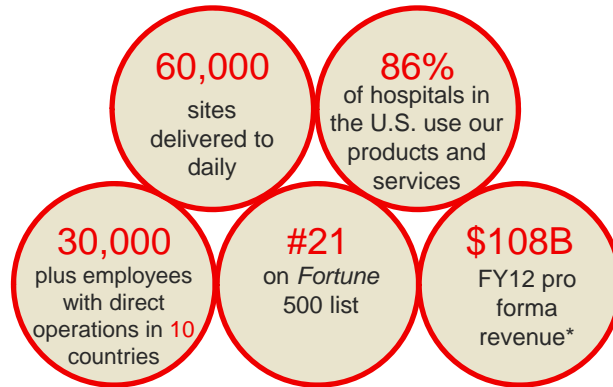 60,000
sites
delivered to
daily
86%
of hospitals in
the U.S. use our
products and
services
30,000
plus employees
with direct
operations in 10
countries
#21
on Fortune
500 list
$108B
FY12 pro
forma
revenue*